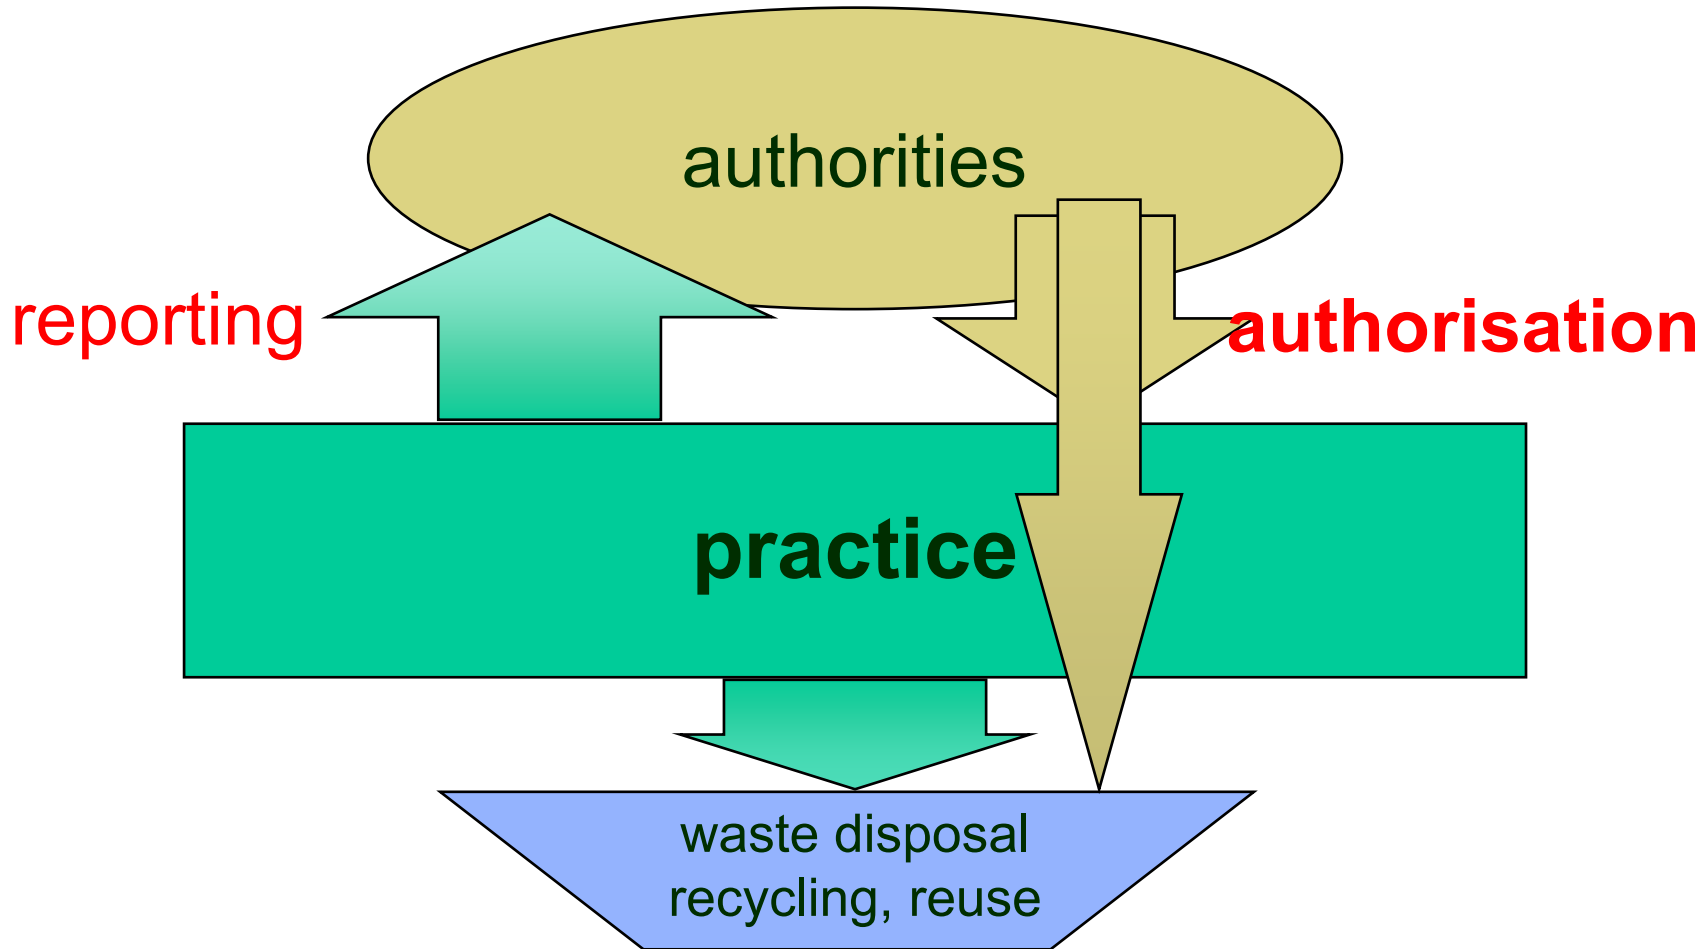 authorities
reporting
authorisation
practice
waste disposal
recycling, reuse